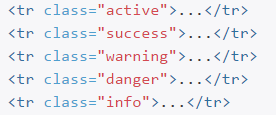 <tr class="active">...</tr>
<tr class="success">...</tr>
<tr class="warning">...</tr>
<tr class="danger">...</tr>
<tr class="info">...</tr>